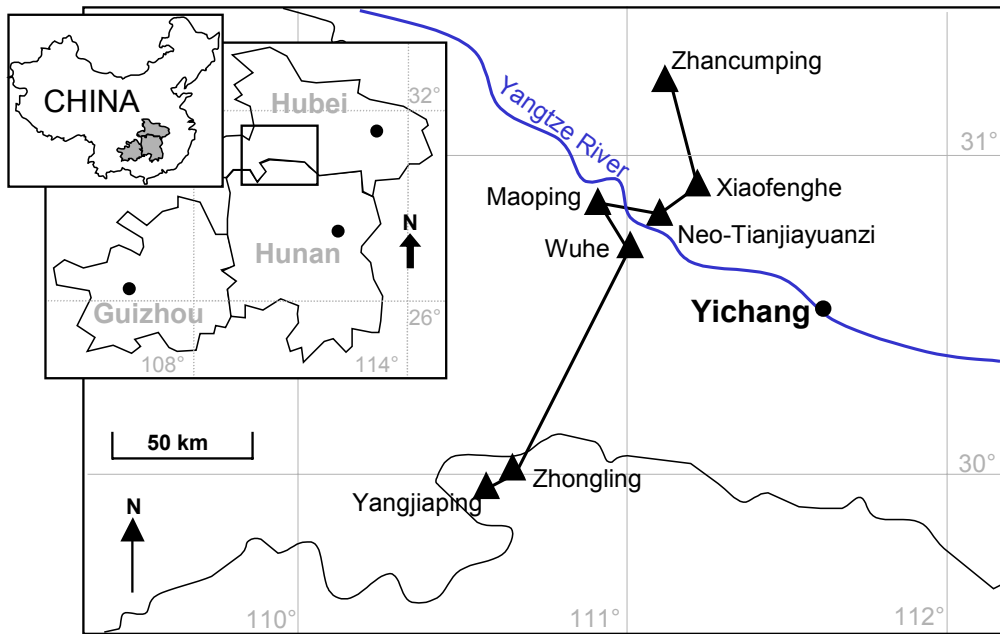 CHINA
Hubei
32°
N
Hunan
Guizhou
26°
108°
114°
Zhancumping
Yangtze River
31°
Xiaofenghe
Maoping
Neo-Tianjiayuanzi
Wuhe
Yichang
50 km
30°
Zhongling
Yangjiaping
N
110°
111°
112°